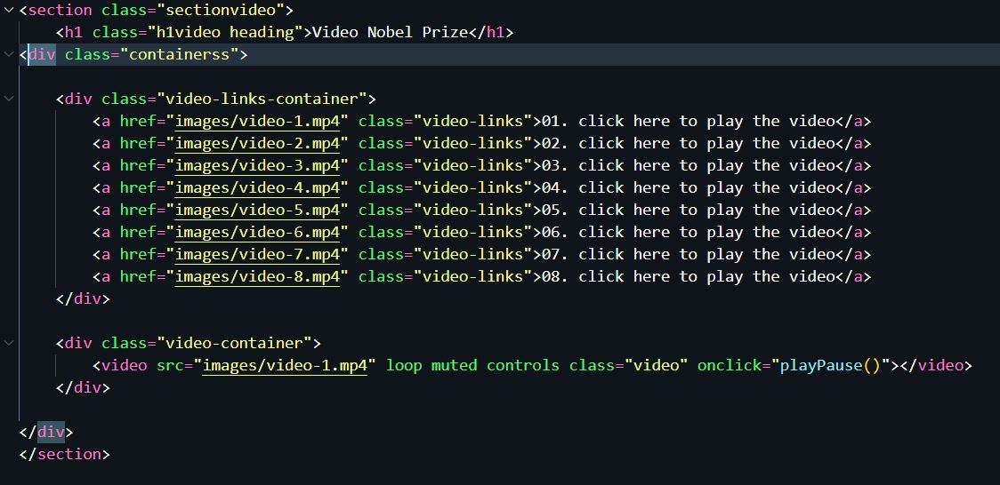 <section class="sectionvideo">
<h1 class="h1video heading">Video Nobel Prize</h1>
<div class="containerss">
<div class="video-links-container">
<a href="images/video-1.mp4" class="video-links">01. click here to play the video</a>
<a href="images/video-2.mp4" class="video-links">02. click here to play the video</a>
<a href="images/video-3.mp4" class="video-links">03. click here to play the video</a>
<a href="images/video-4.mp4" class="video-links">04. click here to play the video</a>
<a href="images/video-5.mp4" class="video-links">05. click here to play the video</a>
<a href="images/video-6.mp4" class="video-links">06. click here to play the video</a>
<a href="images/video-7.mp4" class="video-links">07. click here to play the video</a>
<a href="images/video-8.mp4" class="video-links">08. click here to play the video</a>
</div>
<div class="video-container">
<video src="images/video-1.mp4" loop muted controls class="video" onclick="playPause()"></video>
</div>
</div>
</section>